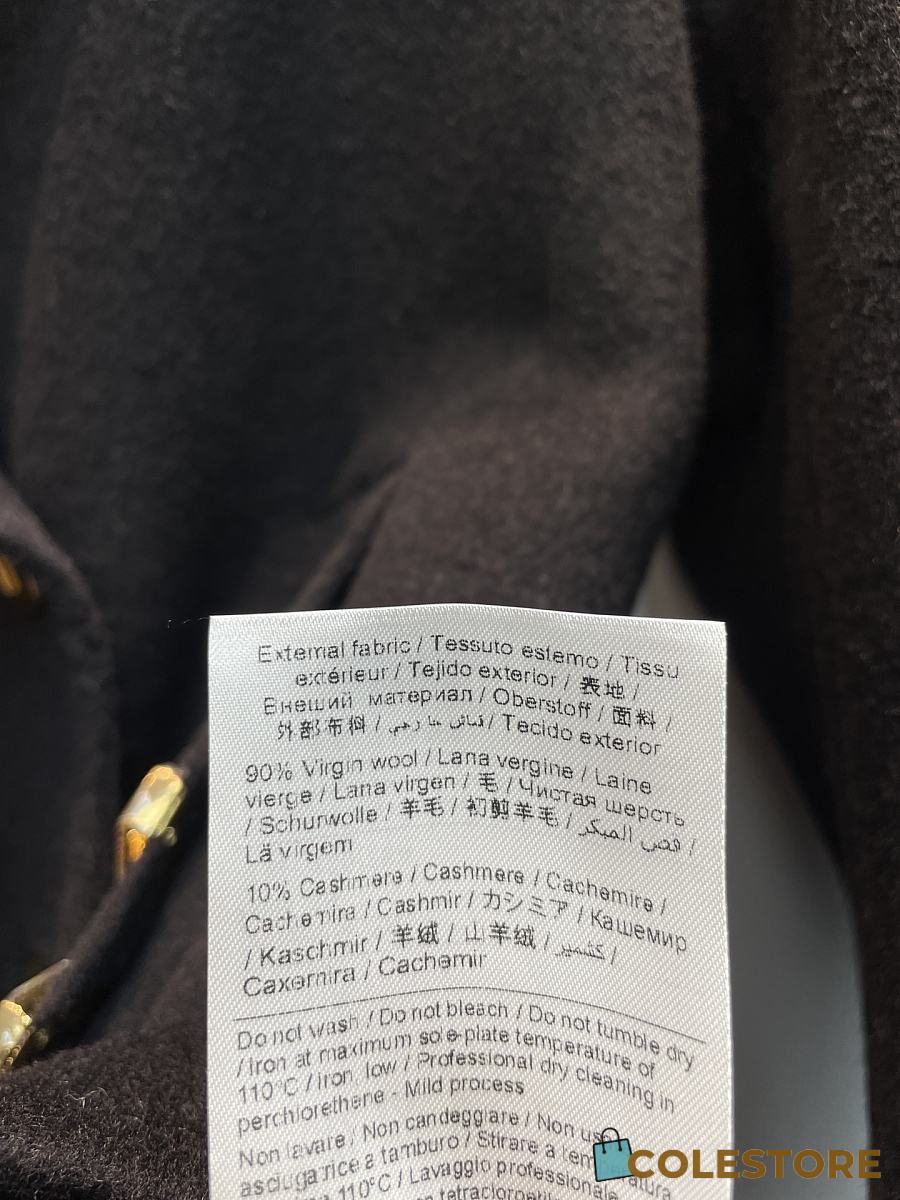 External fabric / Tessuto esterno / Tissu
extérieur / Tejido exterior / 表地 /
Внеший материал / Oberstoff / 面料 /
外部布料 / قماش خارجي / Tecido exterior
90% Virgin wool / Lana vergine / Laine
vierge / Lana virgen / 毛 / Чистая шерсть
/ Schurwolle / 羊毛 / 初剪羊毛 / قص المبكر /
Lã virgem
10% Cashmere / Cashmere / Cachemire /
Cachemira / Cashmir / カシミア / Кашемир
/ Kaschmir / 羊绒 / 山羊绒 / كشمير /
Caxemira / Cachemir
Do not wash / Do not bleach / Do not tumble dry
/ Iron at maximum sole-plate temperature of
110°C / iron, low / Professional dry cleaning in
perchlorethene - Mild process
Non lavare / Non candeggiare / Non
asciugatrice a tamburo / Stirare a
110°C / Lavaggio professionale
COLESTORE